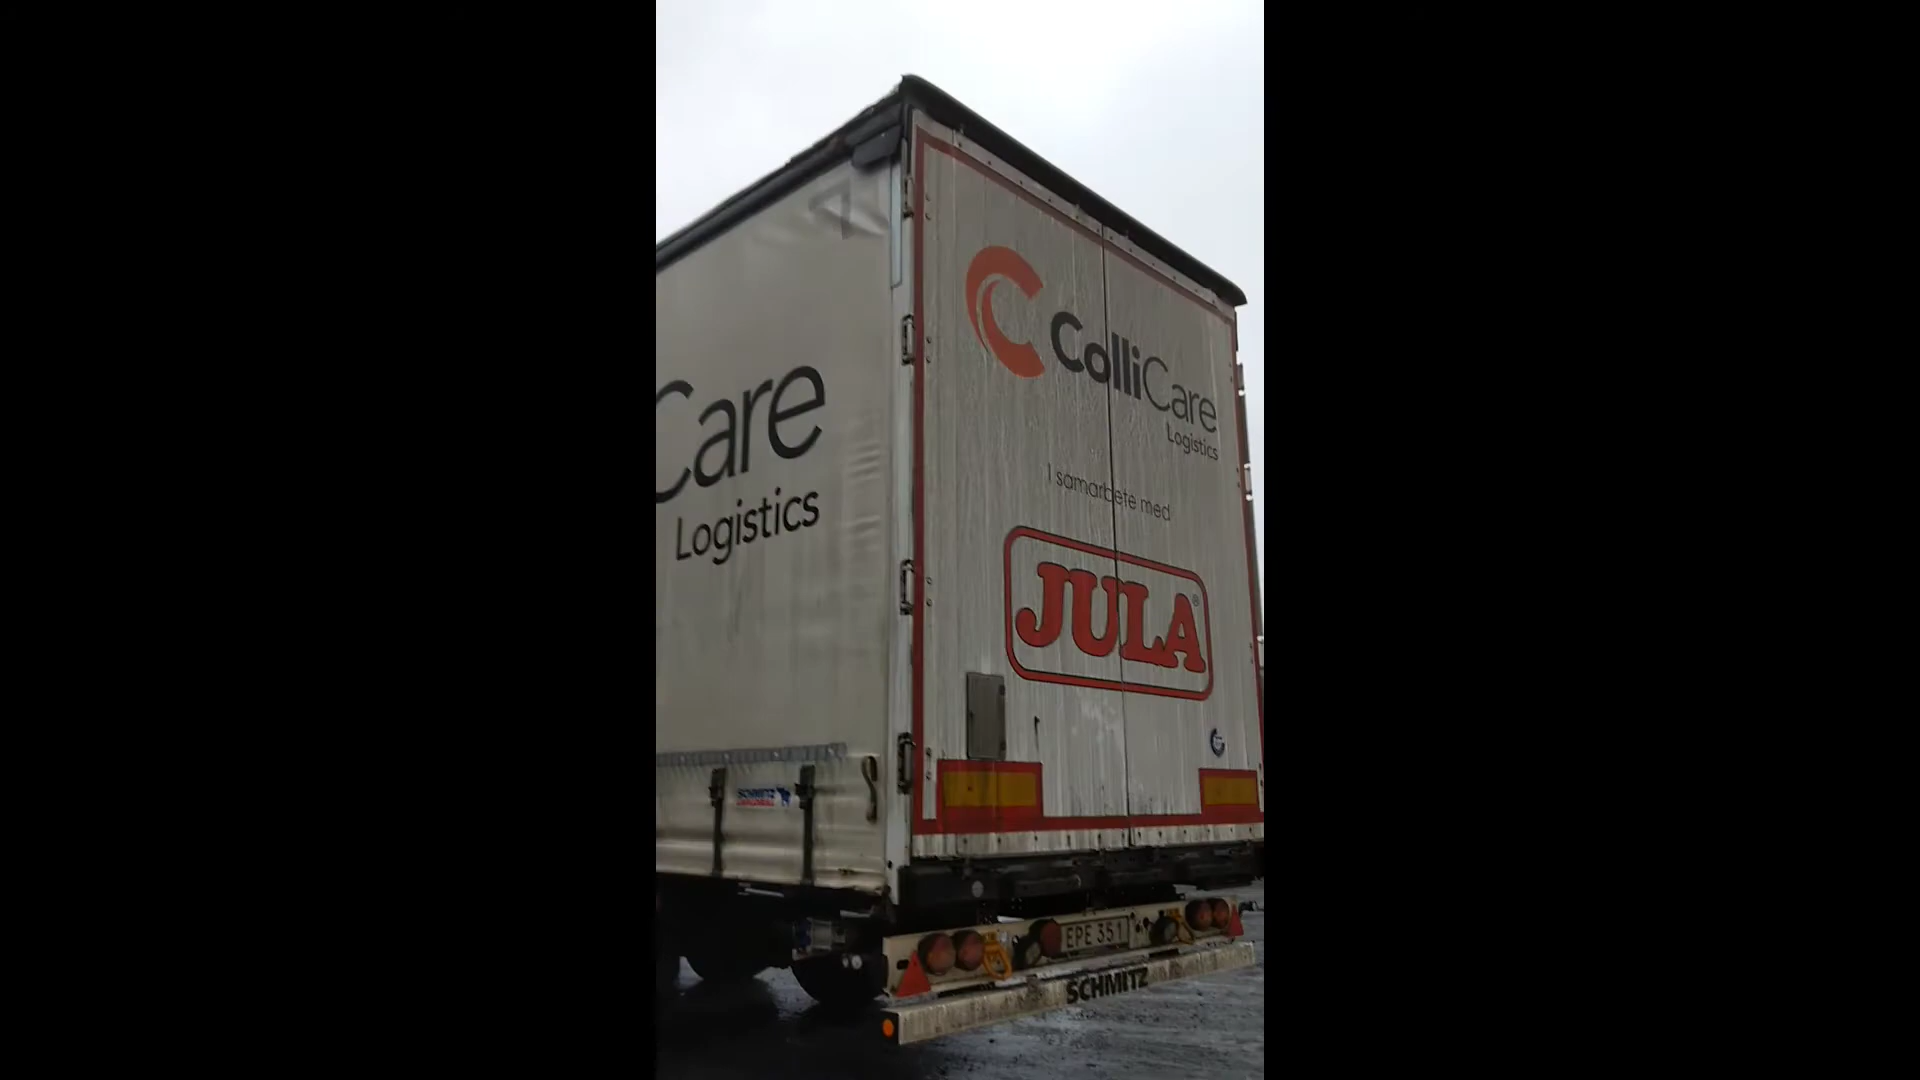 Care
Logistics
SCHMITZ
ColliCare
Logistics
I samarbete med
JULA®
EPE 351
SCHMITZ